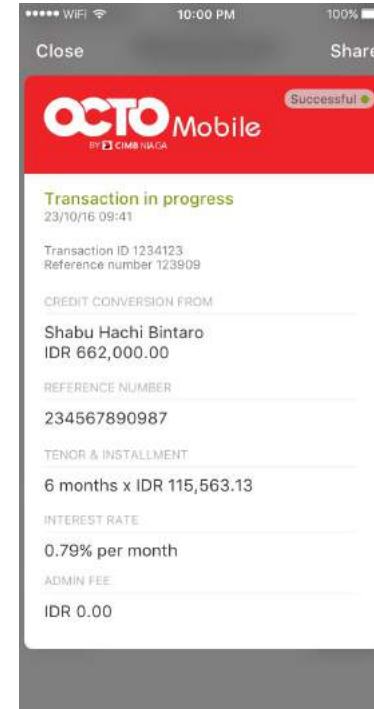 WiFi 10:00 PM 100%
Close Share
Successful
OCTO Mobile
BY CIMB NIAGA
Transaction in progress
23/10/16 09:41
Transaction ID 1234123
Reference number 123909
CREDIT CONVERSION FROM
Shabu Hachi Bintaro
IDR 662,000.00
REFERENCE NUMBER
234567890987
TENOR & INSTALLMENT
6 months x IDR 115,563.13
INTEREST RATE
0.79% per month
ADMIN FEE
IDR 0.00